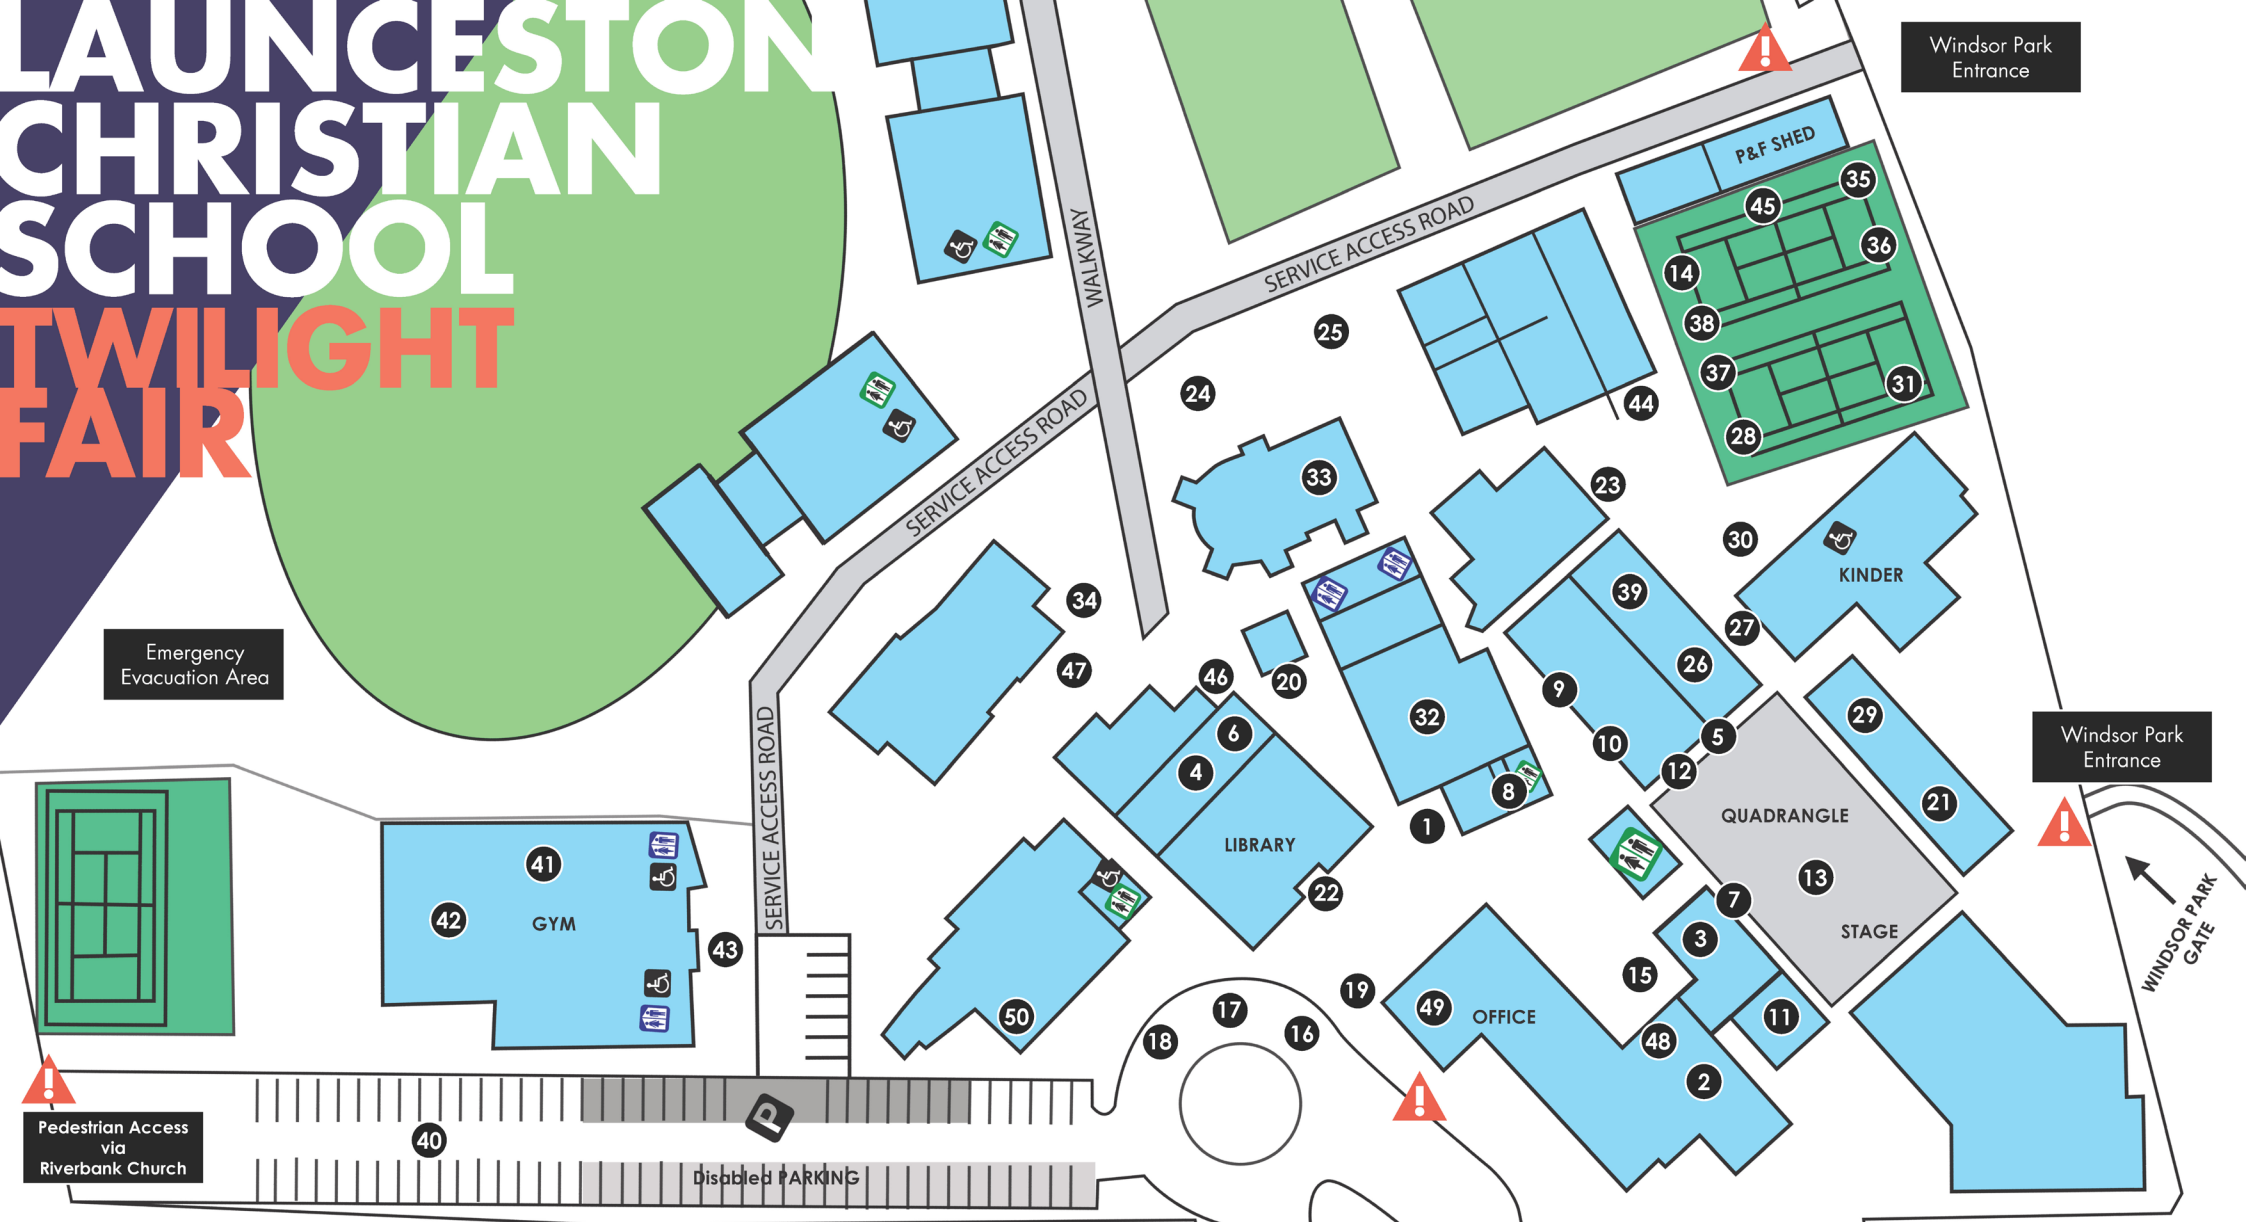 LAUNCESTON
CHRISTIAN
SCHOOL
TWILIGHT
FAIR
Windsor Park
Entrance
P&F SHED
35
45
36
14
38
37
31
28
SERVICE ACCESS ROAD
WALKWAY
25
24
44
SERVICE ACCESS ROAD
33
23
30
KINDER
39
27
26
34
47
46
20
9
32
10
5
12
29
21
Emergency
Evacuation Area
Windsor Park
Entrance
SERVICE ACCESS ROAD
6
4
LIBRARY
8
1
22
QUADRANGLE
13
STAGE
7
WINDSOR PARK
GATE
41
42
GYM
43
3
15
11
48
2
49
OFFICE
19
17
18
16
50
Pedestrian Access
via
Riverbank Church
40
P
Disabled PARKING